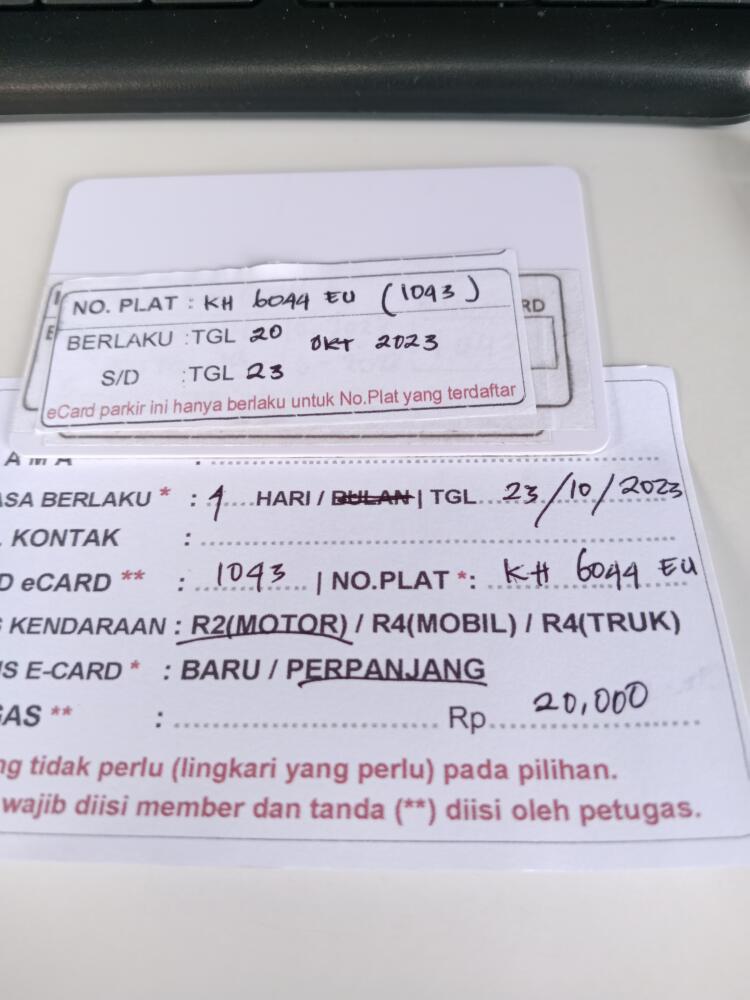 NO. PLAT : KH 6044 EU (1043)
RD
BERLAKU : TGL 20 OKT 2023
S/D : TGL 23
eCard parkir ini hanya berlaku untuk No.Plat yang terdaftar
A M A : ....................
ASA BERLAKU * : 1 HARI / BULAN | TGL 23/10/2023
. KONTAK : ....................
D eCARD ** : 1043 | NO.PLAT *: KH 6044 EU
S KENDARAAN : R2(MOTOR) / R4(MOBIL) / R4(TRUK)
IS E-CARD * : BARU / PERPANJANG
GAS ** : .................... Rp. 20,000
ng tidak perlu (lingkari yang perlu) pada pilihan.
wajib diisi member dan tanda (**) diisi oleh petugas.